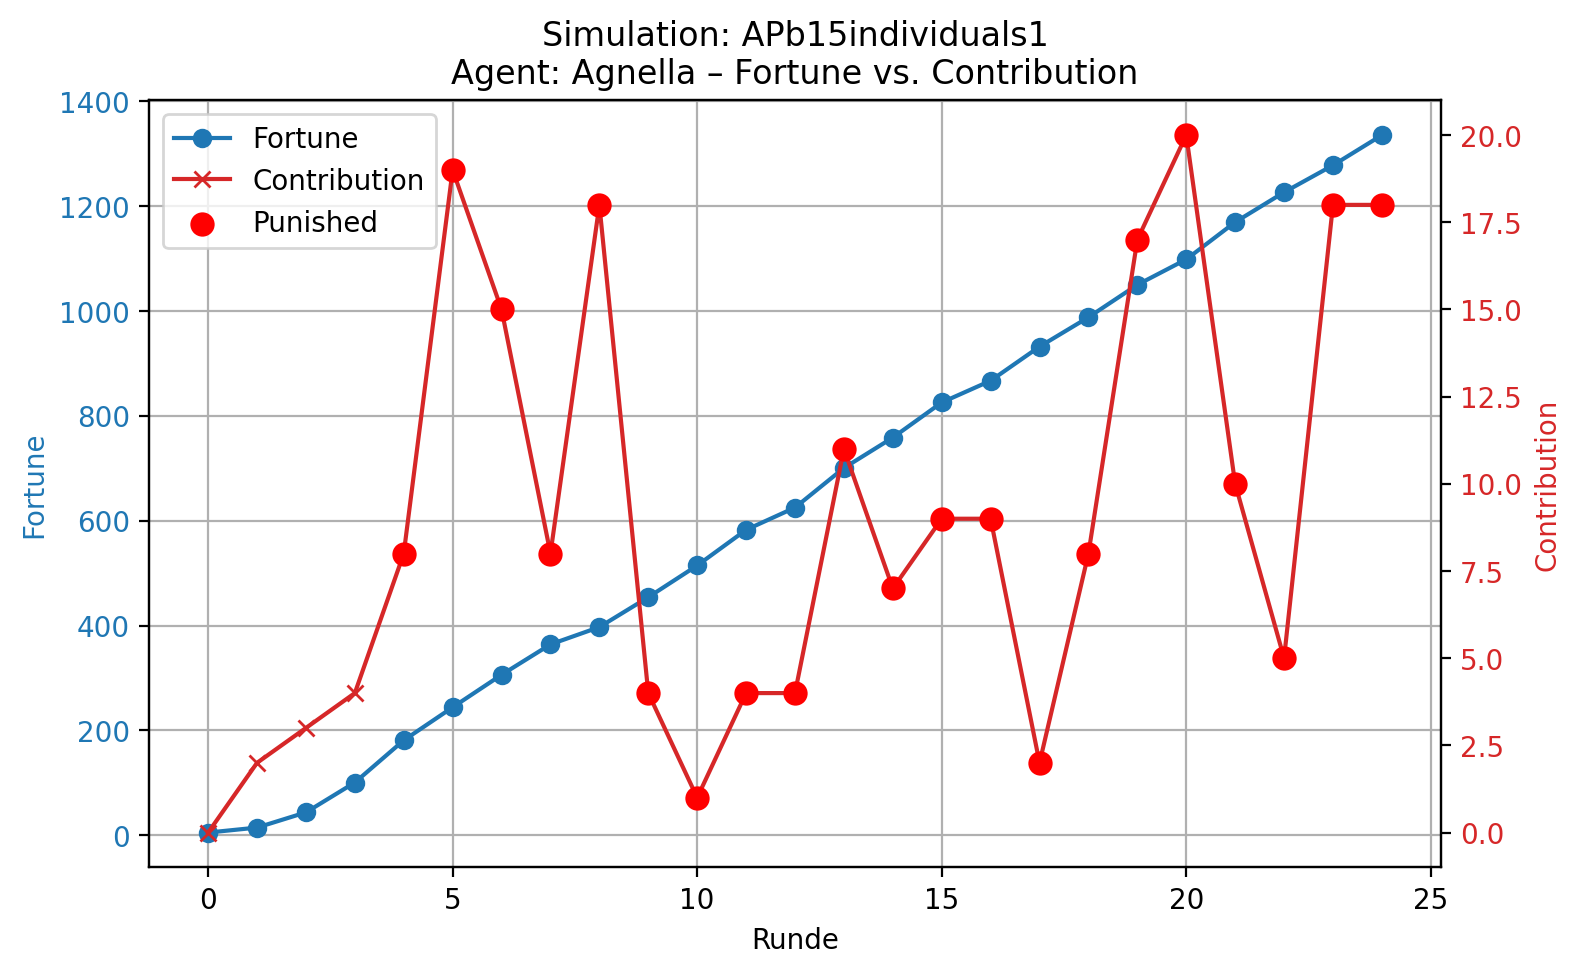 Simulation: APb15individuals1
Agent: Agnella – Fortune vs. Contribution
Fortune
Contribution
Punished
1400
1200
1000
800
600
400
200
0
Fortune
20.0
17.5
15.0
12.5
10.0
7.5
5.0
2.5
0.0
Contribution
0 5 10 15 20 25
Runde